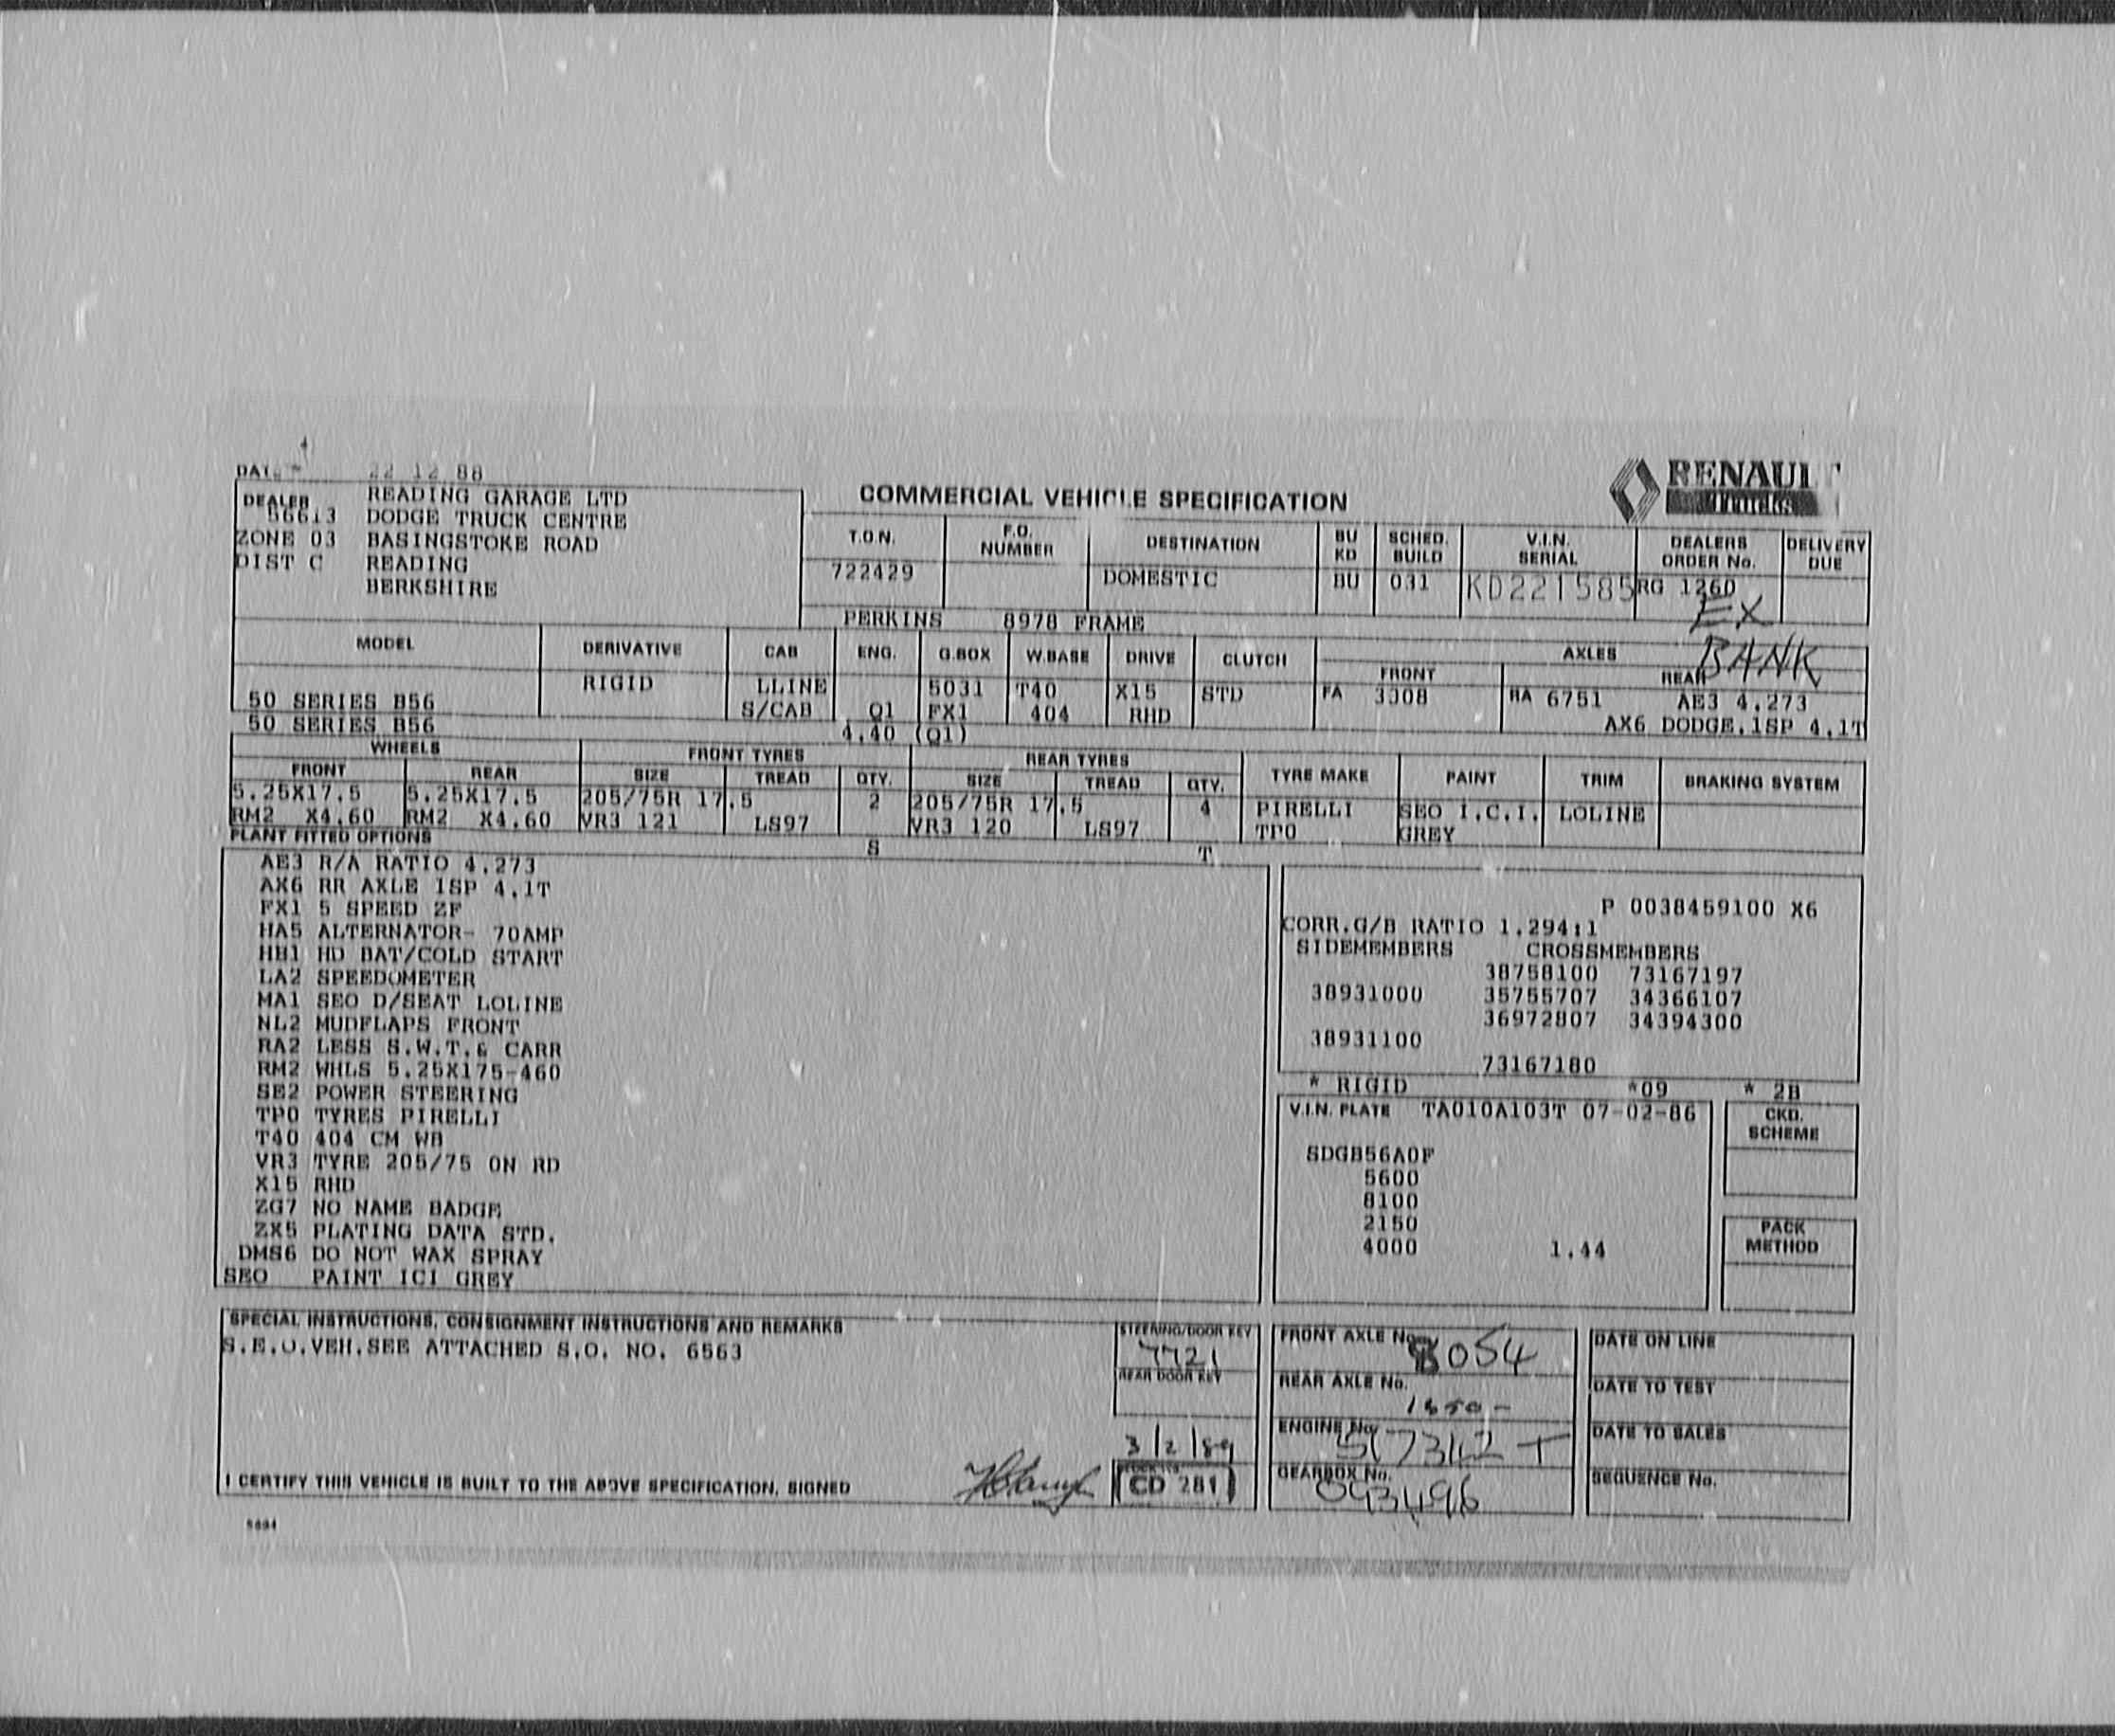 22 12 88
RENAULT
Trucks
DEALER READING GARAGE LTD
56613 DODGE TRUCK CENTRE
ZONE 03 BASINGSTOKE ROAD
DIST C READING
BERKSHIRE
COMMERCIAL VEHICLE SPECIFICATION
T.O.N. F.O. NUMBER DESTINATION BU KD SCHED. BUILD V.I.N. SERIAL DEALERS ORDER No. DELIVERY DUE
722429 DOMESTIC BU 031 KD221585 RG 1260
EX
BANK
PERKINS 8978 FRAME
MODEL DERIVATIVE CAB ENG. G.BOX W.BASE DRIVE CLUTCH AXLES
FRONT REAR
RIGID LLINE 5031 T40 X15 STD FA 3308 RA 6751 AE3 4.273
50 SERIES B56 S/CAB Q1 FX1 404 RHD AX6 DODGE.1SP 4.1T
50 SERIES B56 4.40 (Q1)
WHEELS FRONT TYRES REAR TYRES TYRE MAKE PAINT TRIM BRAKING SYSTEM
FRONT REAR SIZE TREAD QTY. SIZE TREAD QTY.
5.25X17.5 5.25X17.5 205/75R 17.5 2 205/75R 17.5 4 PIRELLI SEO I.C.I. LOLINE
RM2 X4.60 RM2 X4.60 VR3 121 LS97 VR3 120 LS97 TP0 GREY
PLANT FITTED OPTIONS S T
AE3 R/A RATIO 4.273
AX6 RR AXLE 1SP 4.1T
FX1 5 SPEED ZF
HA5 ALTERNATOR- 70AMP
HB1 HD BAT/COLD START
LA2 SPEEDOMETER
MA1 SEO D/SEAT LOLINE
NL2 MUDFLAPS FRONT
RA2 LESS S.W.T.& CARR
RM2 WHLS 5.25X175-460
SE2 POWER STEERING
TP0 TYRES PIRELLI
T40 404 CM WB
VR3 TYRE 205/75 ON RD
X15 RHD
ZG7 NO NAME BADGE
ZX5 PLATING DATA STD.
DMS6 DO NOT WAX SPRAY
SEO PAINT ICI GREY
P 0038459100 X6
CORR.G/B RATIO 1.294:1
SIDEMEMBERS CROSSMEMBERS
38758100 73167197
38931000 35755707 34366107
36972807 34394300
38931100
73167180
* RIGID *09 * 2B
V.I.N. PLATE TA010A103T 07-02-86
SDGB56A0F
5600
8100
2150
4000 1.44
CKD. SCHEME
PACK METHOD
SPECIAL INSTRUCTIONS, CONSIGNMENT INSTRUCTIONS AND REMARKS
S.E.O.VEH.SEE ATTACHED S.O. NO. 6563
STEERING/DOOR KEY
7721
REAR DOOR KEY
3/2/89
CD 281
I CERTIFY THIS VEHICLE IS BUILT TO THE ABOVE SPECIFICATION, SIGNED
FRONT AXLE No. 8054
REAR AXLE No.
ENGINE No.
GEARBOX No.
DATE ON LINE
DATE TO TEST
DATE TO SALES
SEQUENCE No.